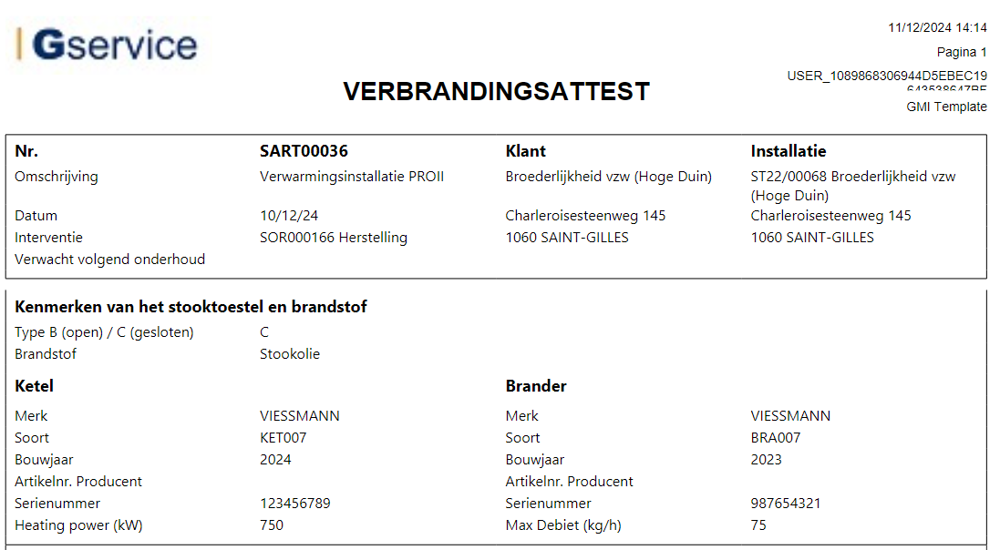 Gservice
11/12/2024 14:14
Pagina 1
USER_1089868306944D5EBEC19
VERBRANDINGSATTEST
GMI Template
Nr. SART00036 Klant Installatie
Omschrijving Verwarmingsinstallatie PROII Broederlijkheid vzw (Hoge Duin) ST22/00068 Broederlijkheid vzw
(Hoge Duin)
Datum 10/12/24 Charleroisesteenweg 145 Charleroisesteenweg 145
Interventie SOR000166 Herstelling 1060 SAINT-GILLES 1060 SAINT-GILLES
Verwacht volgend onderhoud
Kenmerken van het stooktoestel en brandstof
Type B (open) / C (gesloten) C
Brandstof Stookolie
Ketel Brander
Merk VIESSMANN Merk VIESSMANN
Soort KET007 Soort BRA007
Bouwjaar 2024 Bouwjaar 2023
Artikelnr. Producent Artikelnr. Producent
Serienummer 123456789 Serienummer 987654321
Heating power (kW) 750 Max Debiet (kg/h) 75